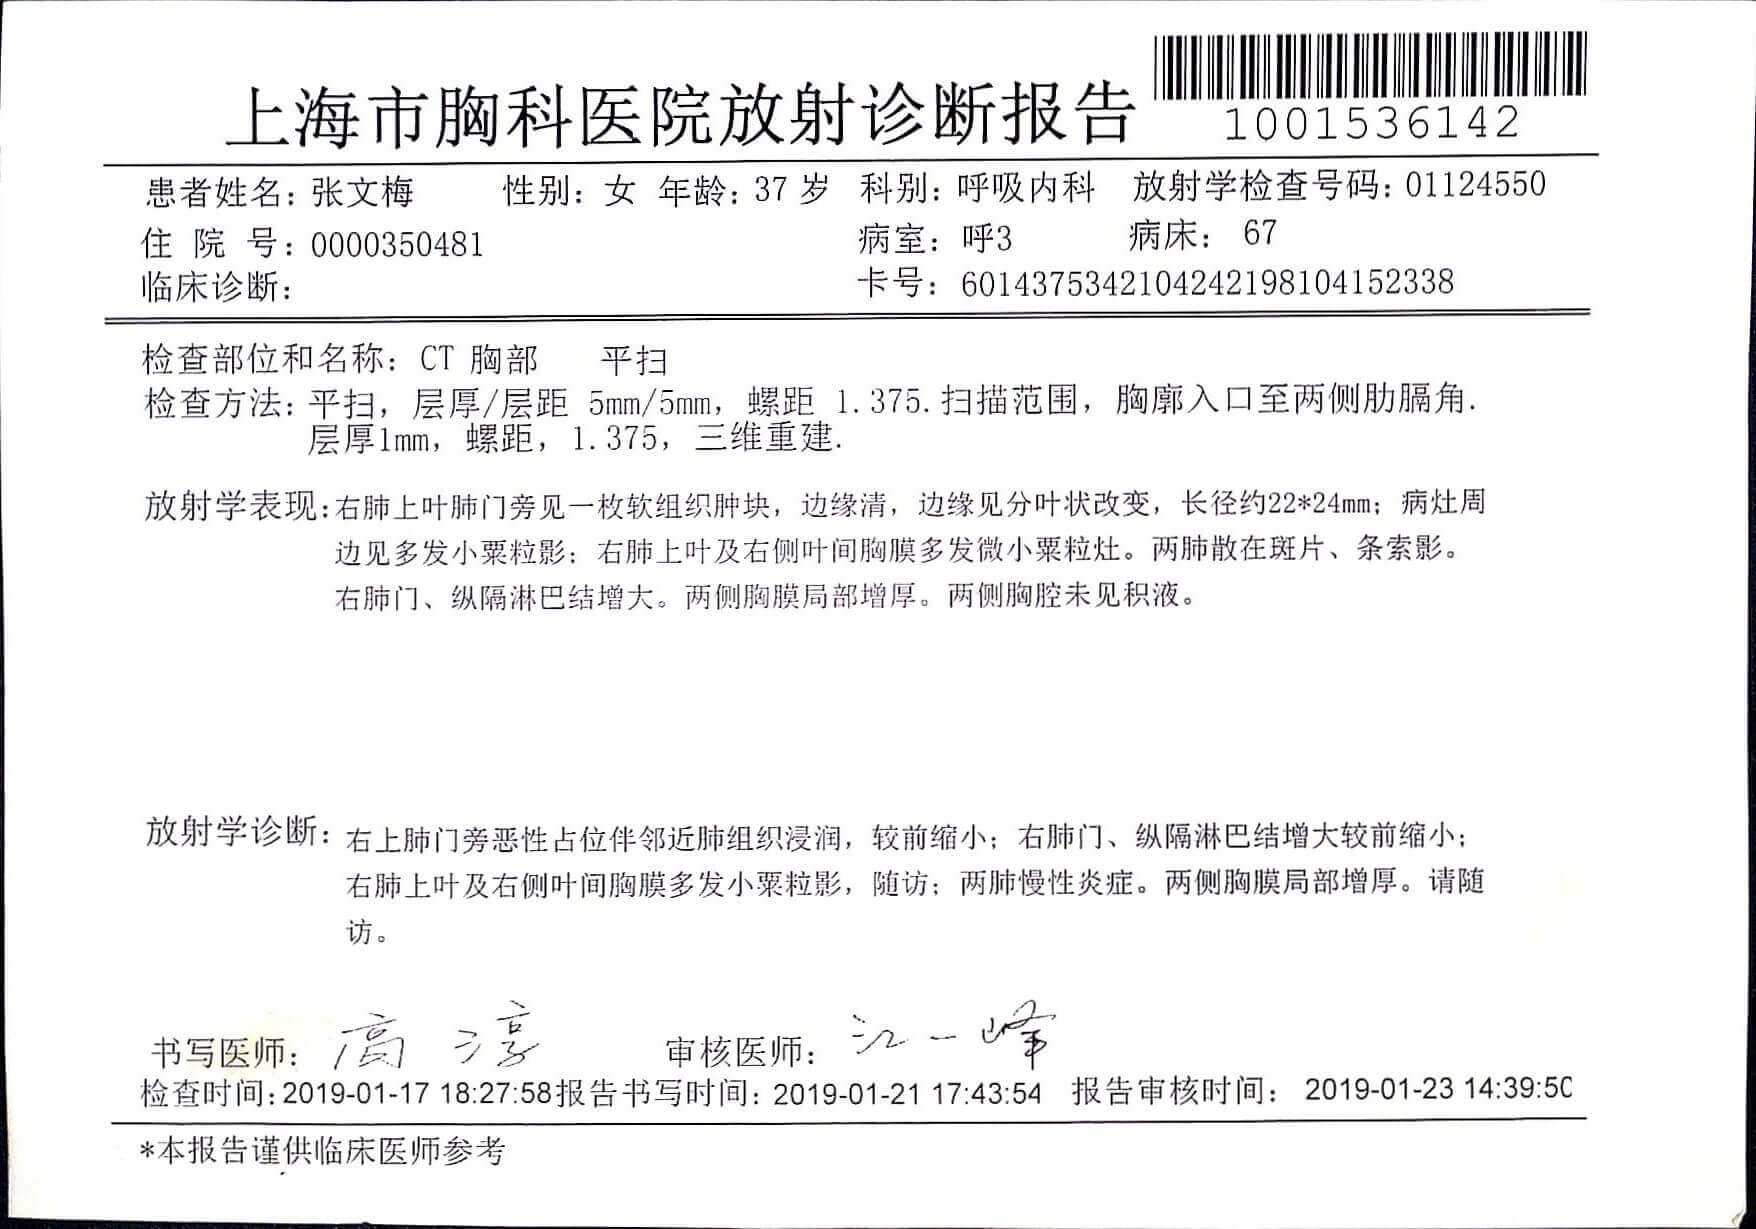 上海市胸科医院放射诊断报告
1001536142
患者姓名: 张文梅 性别: 女 年龄: 37 岁 科别: 呼吸内科 放射学检查号码: 01124550
住 院 号: 0000350481 病室: 呼3 病床: 67
临床诊断: 卡号: 6014375342104242198104152338
检查部位和名称: CT 胸部 平扫
检查方法: 平扫, 层厚/层距 5mm/5mm, 螺距 1.375. 扫描范围, 胸廓入口至两侧肋膈角.
层厚1mm, 螺距, 1.375, 三维重建.
放射学表现: 右肺上叶肺门旁见一枚软组织肿块，边缘清，边缘见分叶状改变，长径约22*24mm；病灶周
边见多发小粟粒影；右肺上叶及右侧叶间胸膜多发微小粟粒灶。两肺散在斑片、条索影。
右肺门、纵隔淋巴结增大。两侧胸膜局部增厚。两侧胸腔未见积液。
放射学诊断: 右上肺门旁恶性占位伴邻近肺组织浸润，较前缩小；右肺门、纵隔淋巴结增大较前缩小；
右肺上叶及右侧叶间胸膜多发小粟粒影，随访；两肺慢性炎症。两侧胸膜局部增厚。请随
访。
书写医师: 高淳 审核医师: 江一峰
检查时间: 2019-01-17 18:27:58 报告书写时间: 2019-01-21 17:43:54 报告审核时间: 2019-01-23 14:39:50
*本报告谨供临床医师参考